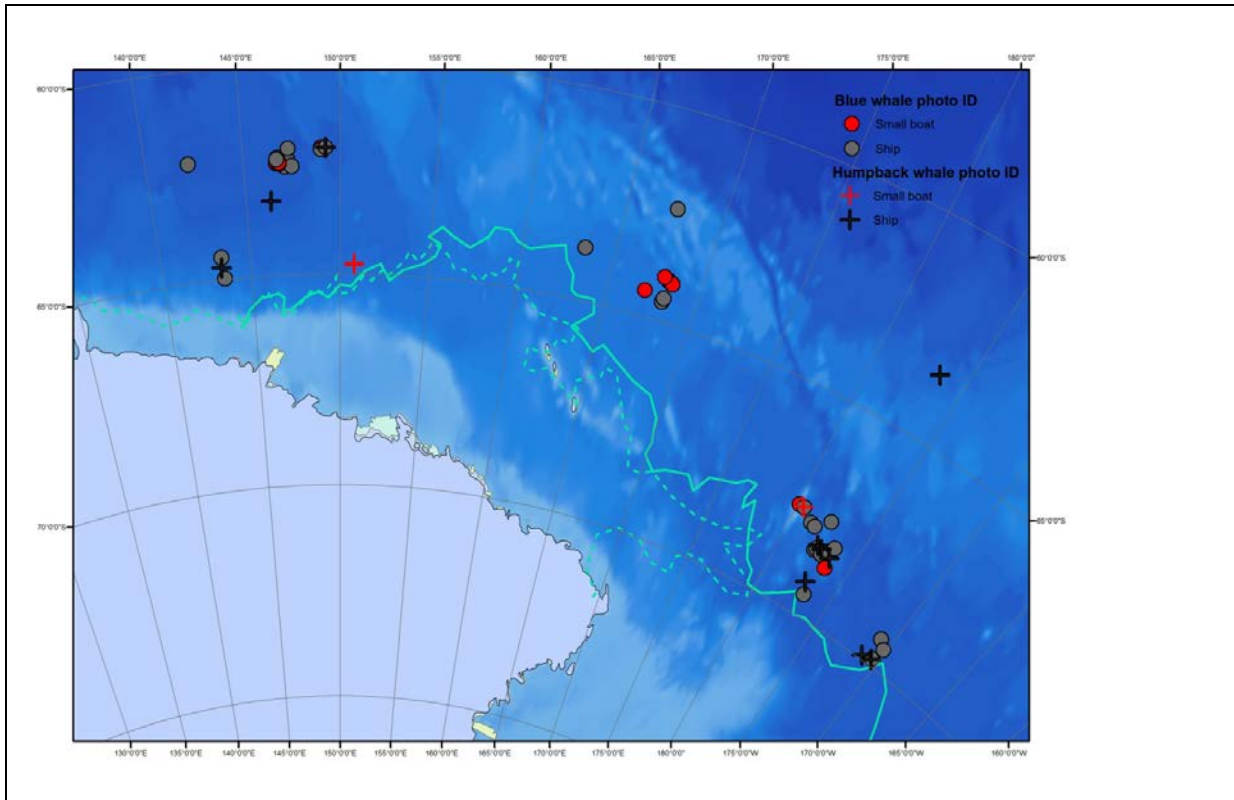 140°0'0"E 145°0'0"E 150°0'0"E 155°0'0"E 160°0'0"E 165°0'0"E 170°0'0"E 175°0'0"E 180°0'0"
60°0'0"S
Blue whale photo ID
Small boat
Ship
Humpback whale photo ID
Small boat
Ship
60°0'0"S
65°0'0"S
65°0'0"S
70°0'0"S
130°0'0"E 135°0'0"E 140°0'0"E 145°0'0"E 150°0'0"E 155°0'0"E 160°0'0"E 165°0'0"E 170°0'0"E 175°0'0"E 180°0'0" 175°0'0"W 170°0'0"W 165°0'0"W 160°0'0"W